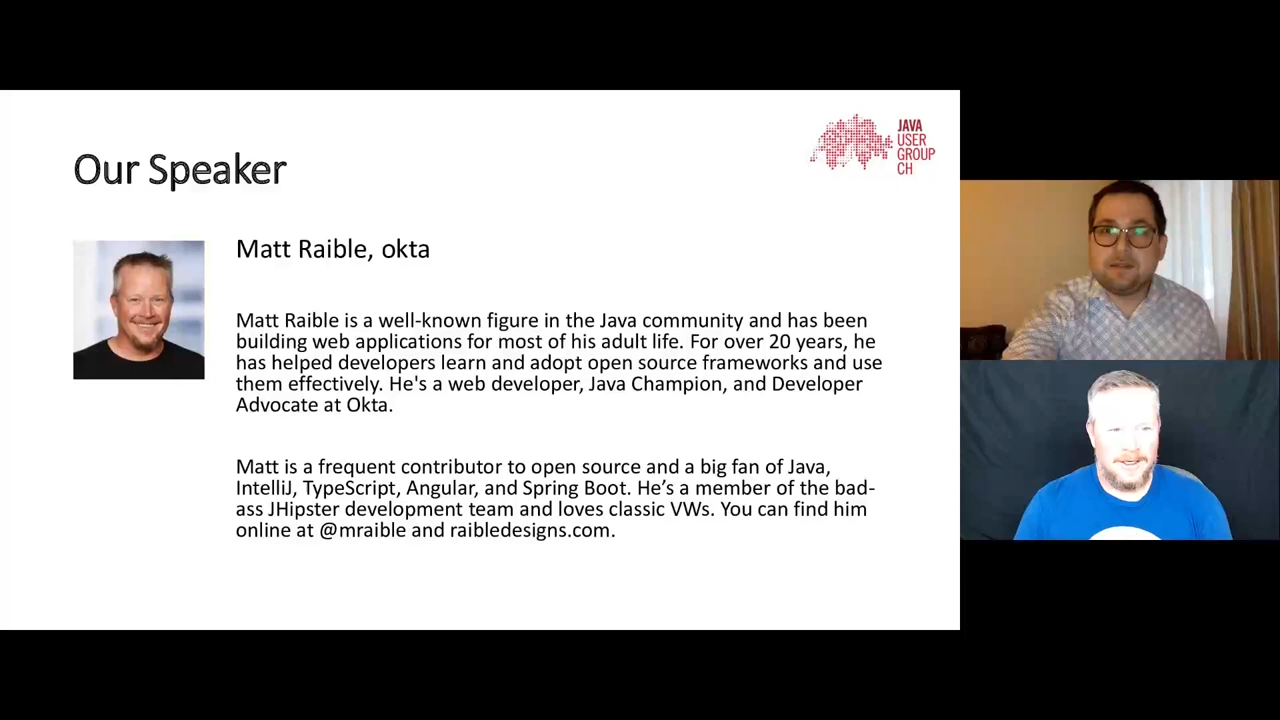 JAVA
USER
GROUP
CH
Our Speaker
Matt Raible, okta
Matt Raible is a well-known figure in the Java community and has been
building web applications for most of his adult life. For over 20 years, he
has helped developers learn and adopt open source frameworks and use
them effectively. He's a web developer, Java Champion, and Developer
Advocate at Okta.
Matt is a frequent contributor to open source and a big fan of Java,
IntelliJ, TypeScript, Angular, and Spring Boot. He’s a member of the bad-
ass JHipster development team and loves classic VWs. You can find him
online at @mraible and raibledesigns.com.